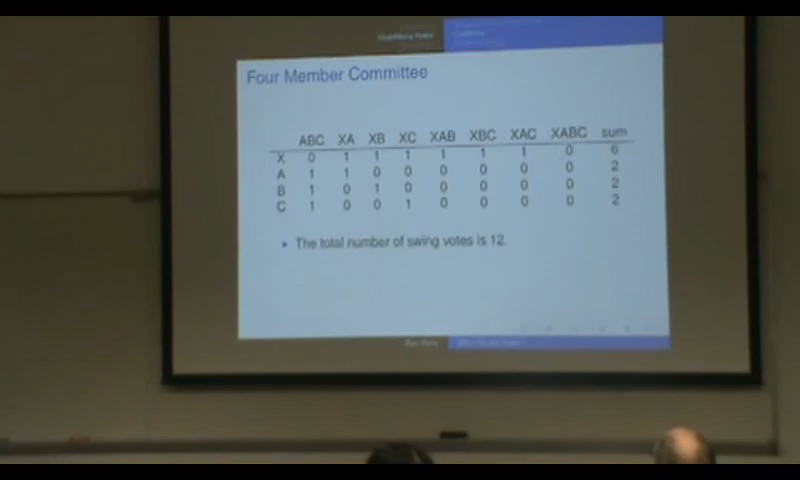 Quantifying Power
Four Member Committee
ABC XA XB XC XAB XBC XAC XABC sum
X 0 1 1 1 1 1 1 0 6
A 1 1 0 0 0 0 0 0 2
B 1 0 1 0 0 0 0 0 2
C 1 0 0 1 0 0 0 0 2
The total number of swing votes is 12.